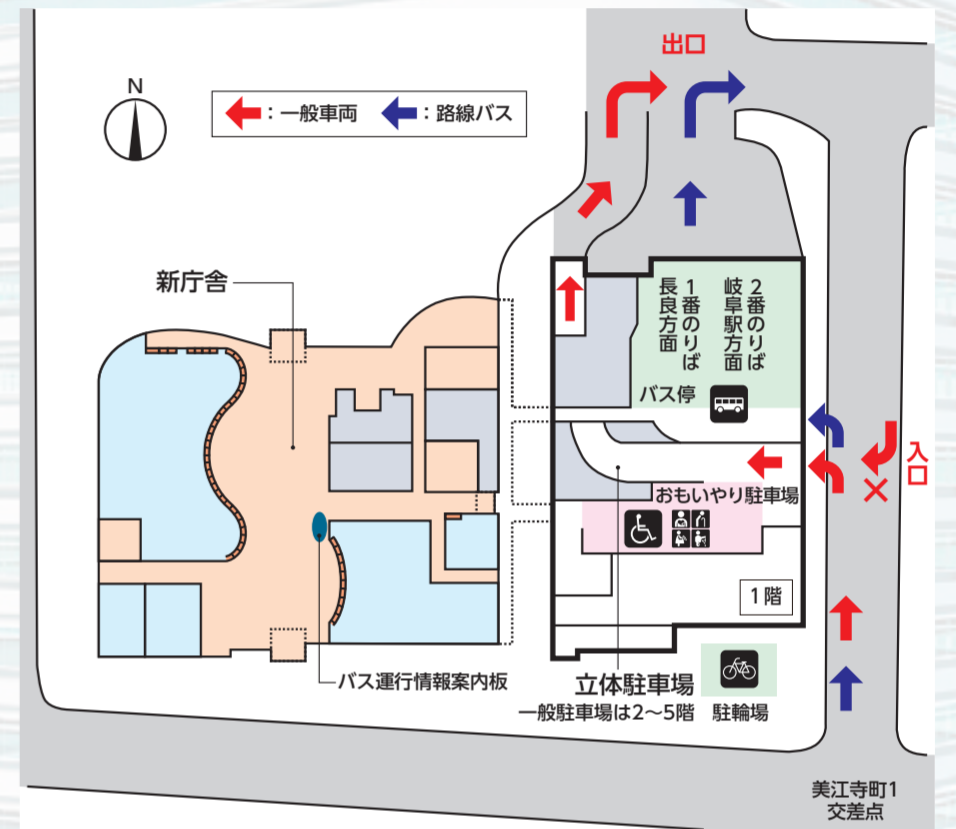 出口
N
：一般車両　：路線バス
新庁舎
2番のりば
岐阜駅方面
1番のりば
長良方面
バス停
入口
×
おもいやり駐車場
1階
バス運行情報案内板
立体駐車場
一般駐車場は2～5階
駐輪場
美江寺町1
交差点